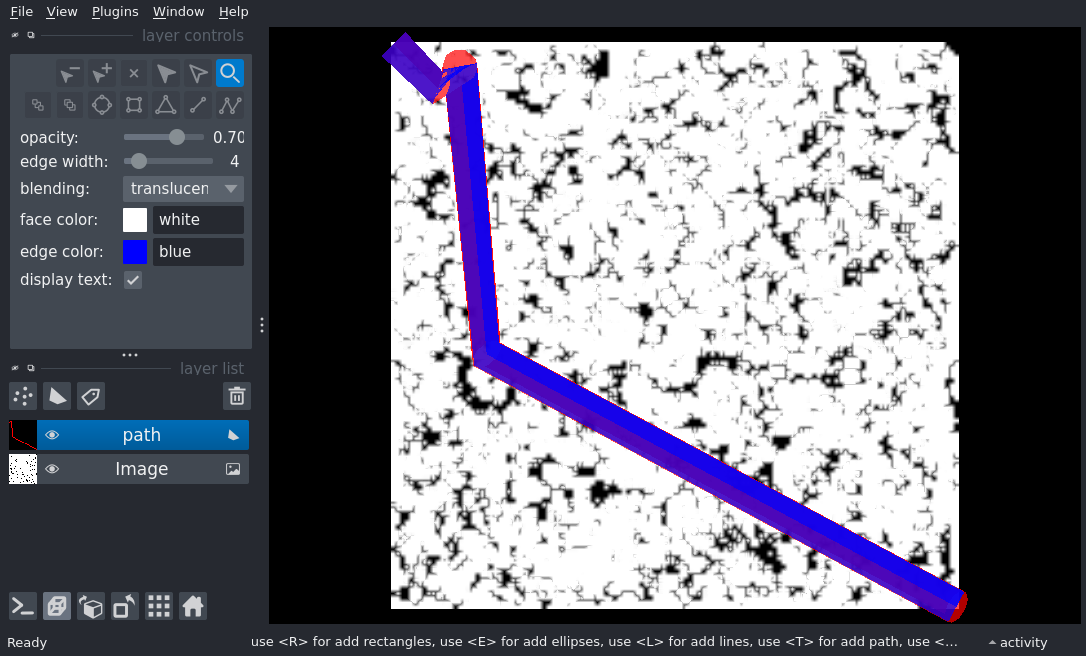 File View Plugins Window Help
layer controls
opacity: 0.70
edge width: 4
blending: translucen
face color: white
edge color: blue
display text:
layer list
path
Image
Ready use <R> for add rectangles, use <E> for add ellipses, use <L> for add lines, use <T> for add path, use <... activity